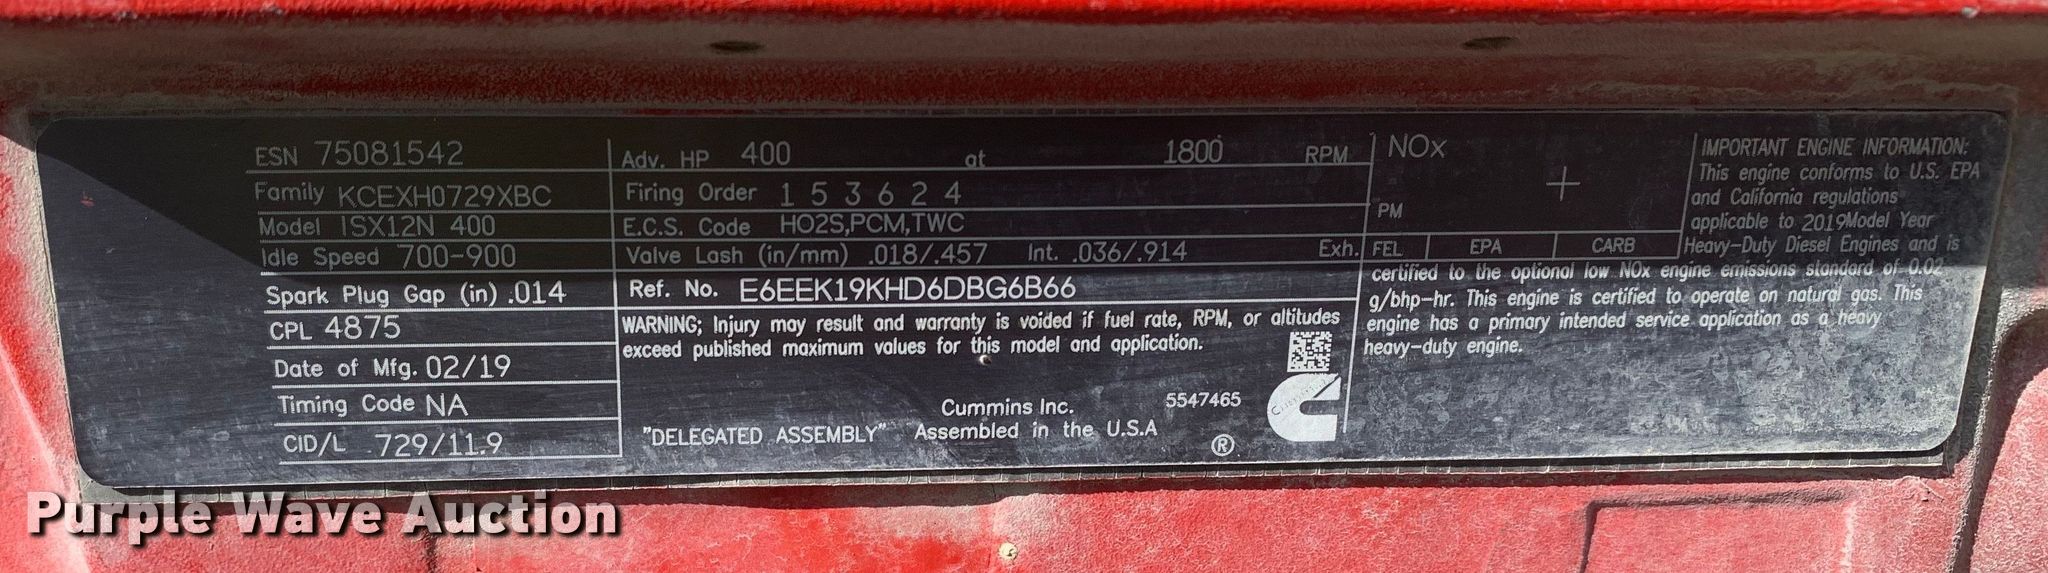 ESN 75081542
Family KCEXH0729XBC
Model ISX12N 400
Idle Speed 700-900
Spark Plug Gap (in) .014
CPL 4875
Date of Mfg. 02/19
Timing Code NA
CID/L 729/11.9
Adv. HP 400 at 1800 RPM
Firing Order 1 5 3 6 2 4
E.C.S. Code HO2S,PCM,TWC
Valve Lash (in/mm) .018/.457 Int. .036/.914 Exh.
Ref. No. E6EEK19KHD6DBG6B66
WARNING; Injury may result and warranty is voided if fuel rate, RPM, or altitudes
exceed published maximum values for this model and application.
Cummins Inc. 5547465
"DELEGATED ASSEMBLY" Assembled in the U.S.A ®
Cummins
NOx
PM
FEL EPA CARB
IMPORTANT ENGINE INFORMATION:
This engine conforms to U.S. EPA
and California regulations
applicable to 2019Model Year
Heavy-Duty Diesel Engines and is
certified to the optional low NOx engine emissions standard of 0.02
g/bhp-hr. This engine is certified to operate on natural gas. This
engine has a primary intended service application as a heavy
heavy-duty engine.
Purple Wave Auction